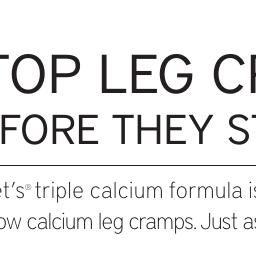 TOP LEG CR
FORE THEY ST
et's® triple calcium formula is
ow calcium leg cramps. Just as